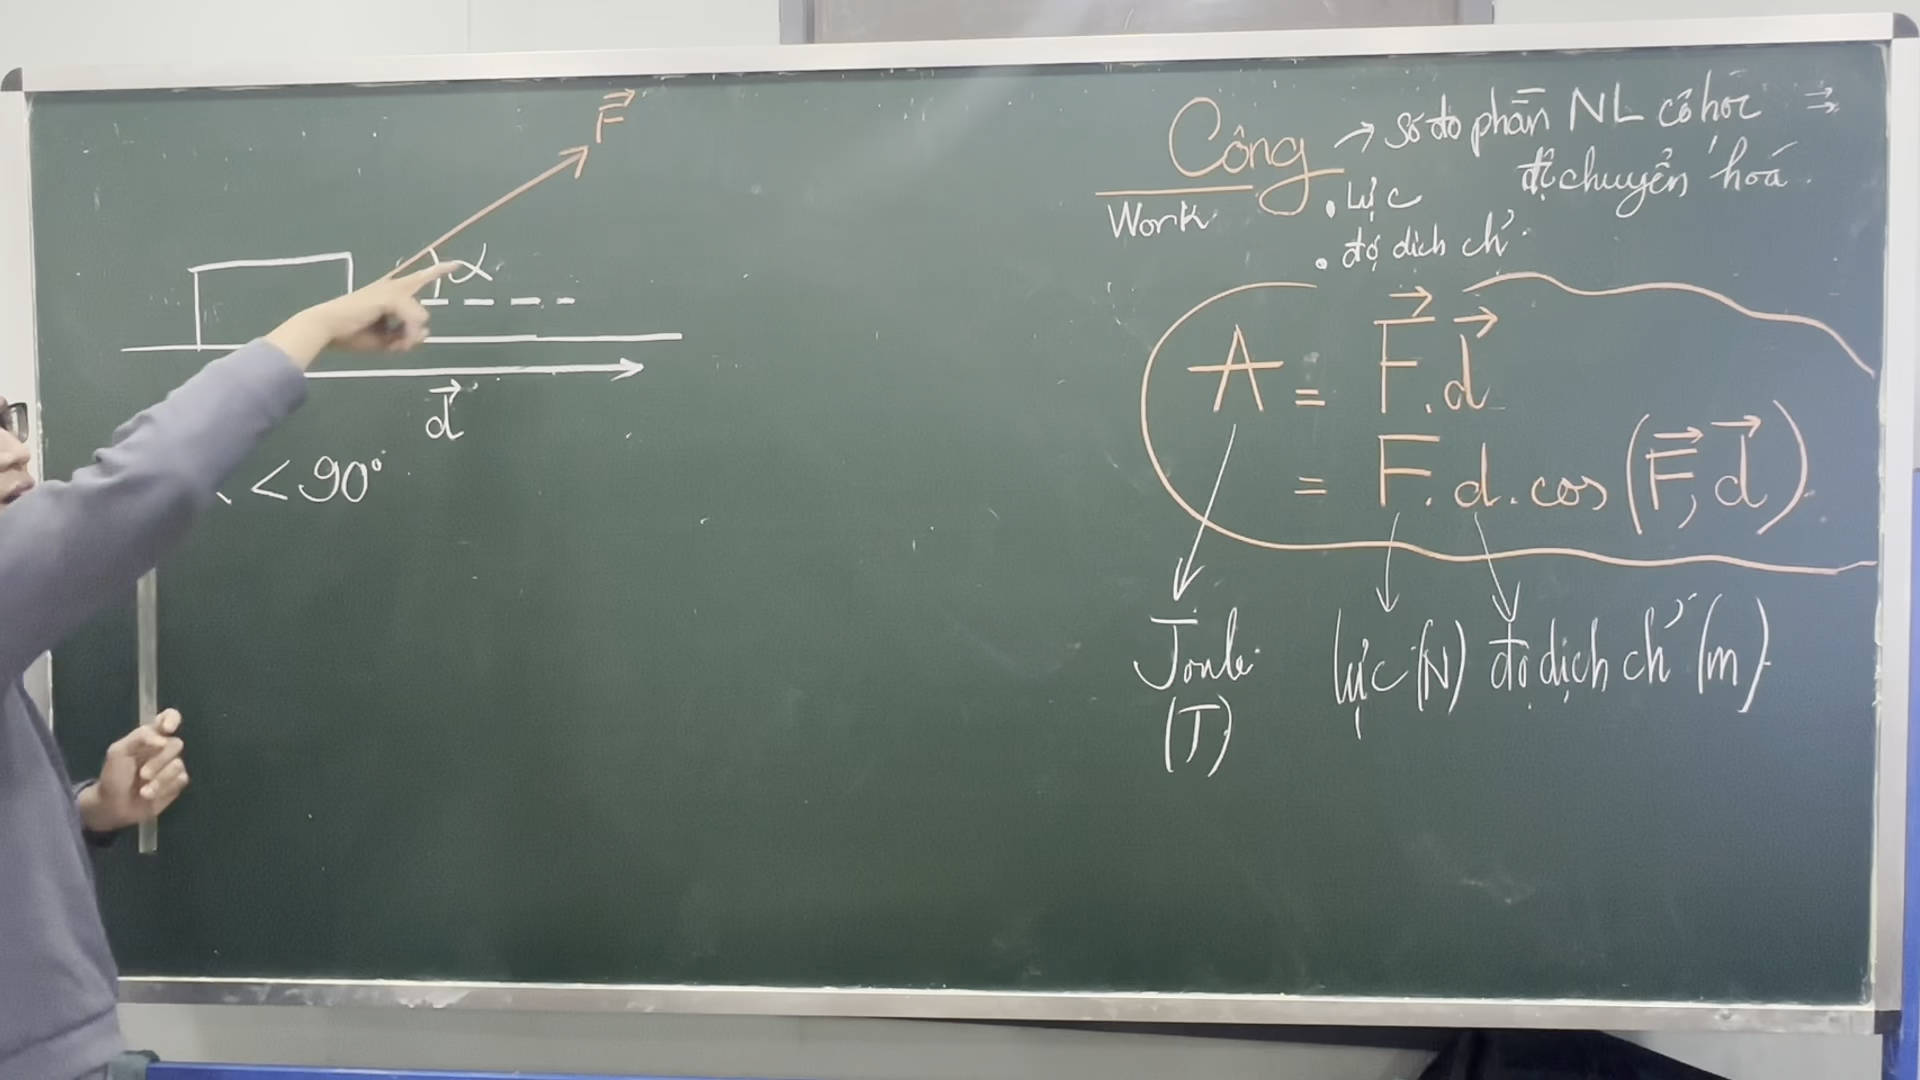 F
α
d
< 90°
Công → số đo phần NL cơ học ⇒
Work
đc chuyển hoá.
• Lực
• độ dịch ch'
A = F.d
= F.d.cos(F,d)
Joule
(J)
lực (N) độ dịch ch' (m)